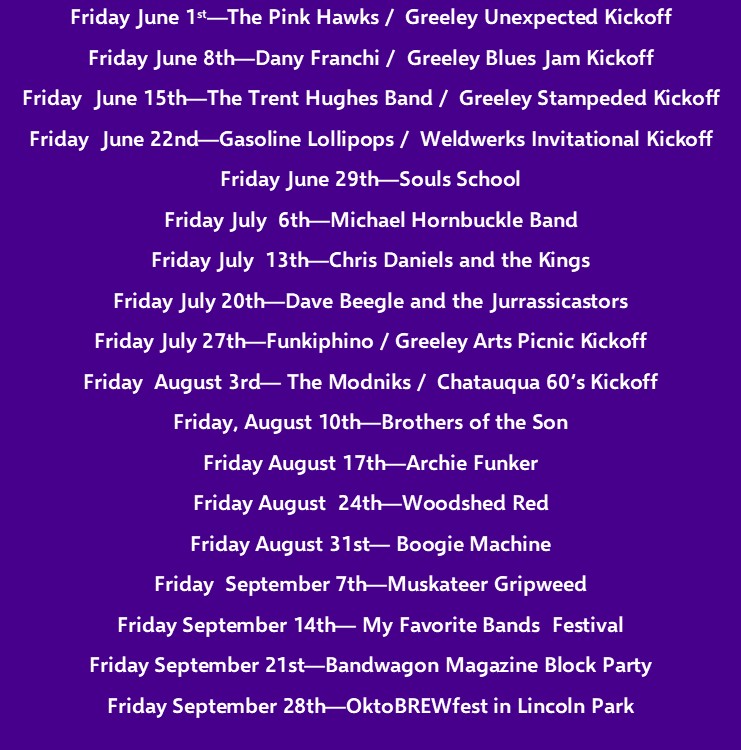 Friday June 1st—The Pink Hawks / Greeley Unexpected Kickoff
Friday June 8th—Dany Franchi / Greeley Blues Jam Kickoff
Friday June 15th—The Trent Hughes Band / Greeley Stampeded Kickoff
Friday June 22nd—Gasoline Lollipops / Weldwerks Invitational Kickoff
Friday June 29th—Souls School
Friday July 6th—Michael Hornbuckle Band
Friday July 13th—Chris Daniels and the Kings
Friday July 20th—Dave Beegle and the Jurrassicastors
Friday July 27th—Funkiphino / Greeley Arts Picnic Kickoff
Friday August 3rd— The Modniks / Chatauqua 60’s Kickoff
Friday, August 10th—Brothers of the Son
Friday August 17th—Archie Funker
Friday August 24th—Woodshed Red
Friday August 31st— Boogie Machine
Friday September 7th—Muskateer Gripweed
Friday September 14th— My Favorite Bands Festival
Friday September 21st—Bandwagon Magazine Block Party
Friday September 28th—OktoBREWfest in Lincoln Park